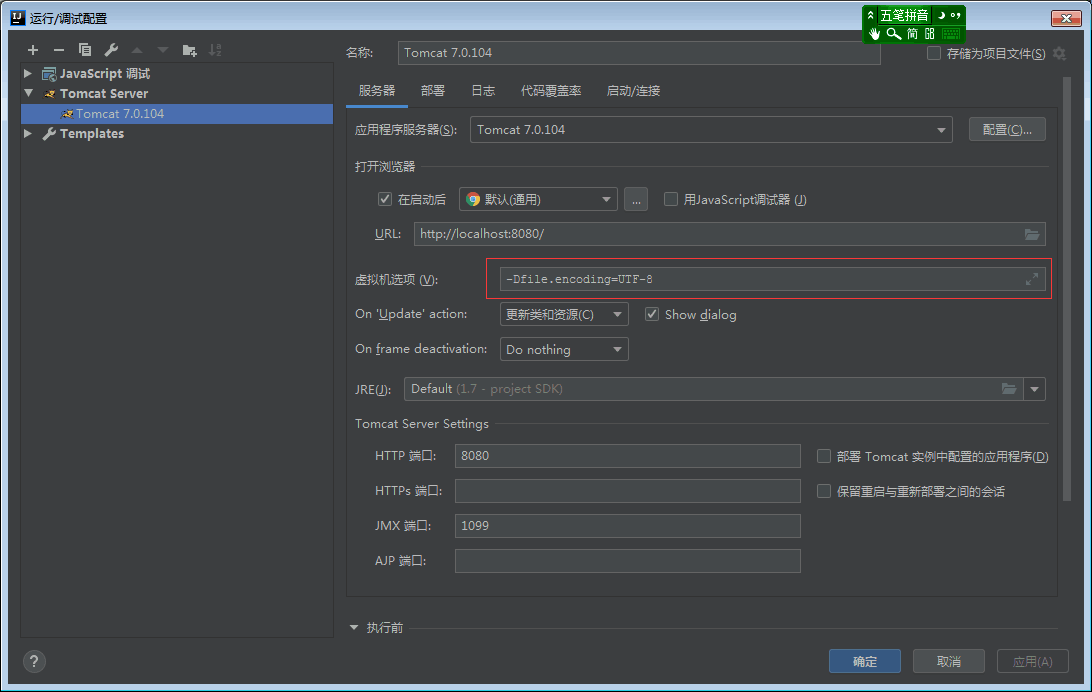 运行/调试配置
五笔拼音
简
JavaScript 调试
Tomcat Server
Tomcat 7.0.104
Templates
名称:
Tomcat 7.0.104
存储为项目文件(S)
服务器 部署 日志 代码覆盖率 启动/连接
应用程序服务器(S): Tomcat 7.0.104 配置(C)...
打开浏览器
在启动后 默认(通用) ... 用JavaScript调试器 (J)
URL: http://localhost:8080/
虚拟机选项 (V): -Dfile.encoding=UTF-8
On 'Update' action: 更新类和资源(C) Show dialog
On frame deactivation: Do nothing
JRE(J): Default (1.7 - project SDK)
Tomcat Server Settings
HTTP 端口: 8080 部署 Tomcat 实例中配置的应用程序(D)
HTTPs 端口: 保留重启与重新部署之间的会话
JMX 端口: 1099
AJP 端口:
执行前
? 确定 取消 应用(A)